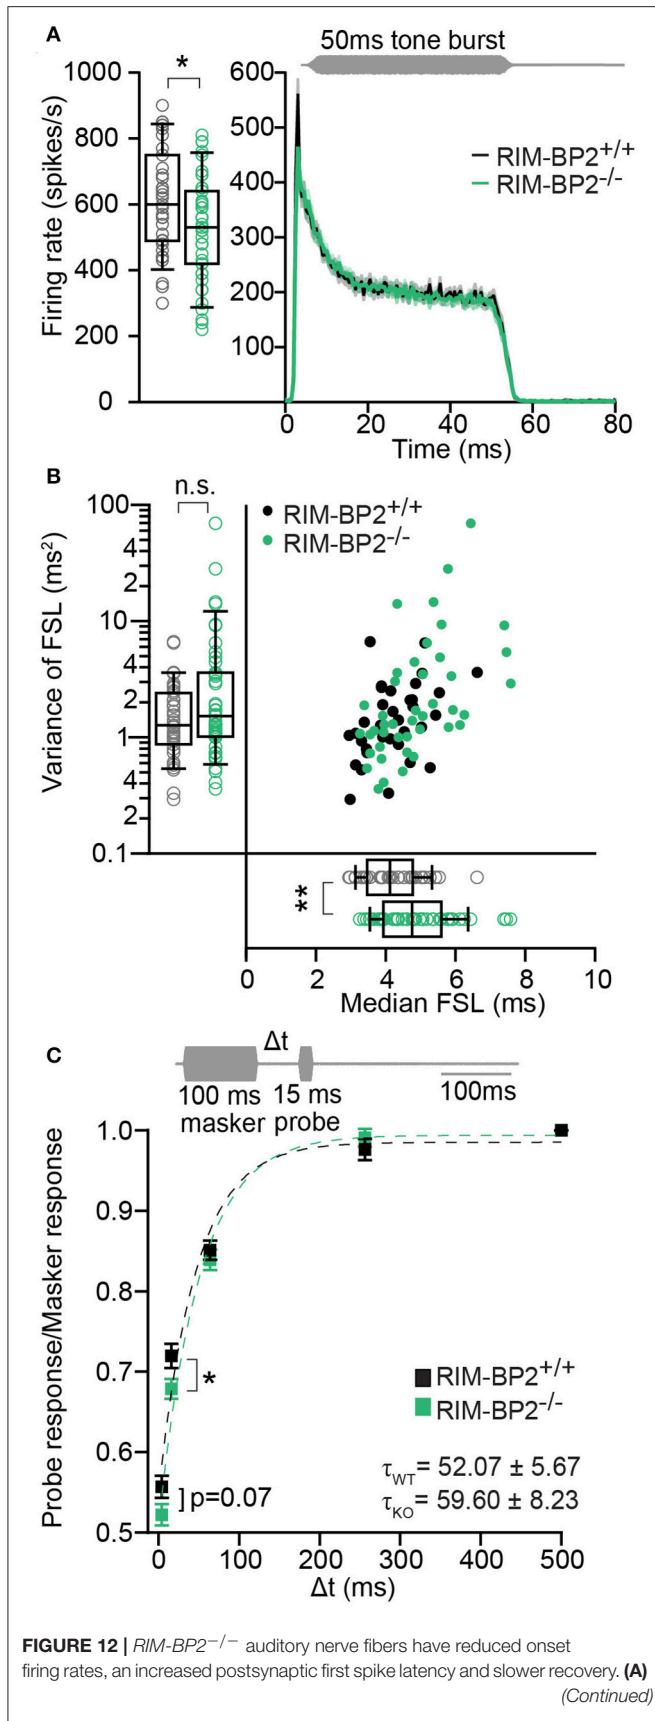 A
50ms tone burst
*
1000
800
600
400
200
0
Firing rate (spikes/s)
600
500
400
300
200
100
0 20 40 60 80
Time (ms)
RIM-BP2+/+
RIM-BP2-/-
B
n.s.
100
4
2
10
4
2
1
4
2
0.1
Variance of FSL (ms²)
RIM-BP2+/+
RIM-BP2-/-
**
0 2 4 6 8 10
Median FSL (ms)
C
Δt
100 ms 15 ms
masker probe
100ms
1.0
0.9
0.8
0.7
0.6
0.5
Probe response/Masker response
*
]p=0.07
RIM-BP2+/+
RIM-BP2-/-
τWT= 52.07 ± 5.67
τKO= 59.60 ± 8.23
0 100 200 300 400 500
Δt (ms)
FIGURE 12 | RIM-BP2−/− auditory nerve fibers have reduced onset
firing rates, an increased postsynaptic first spike latency and slower recovery. (A)
(Continued)